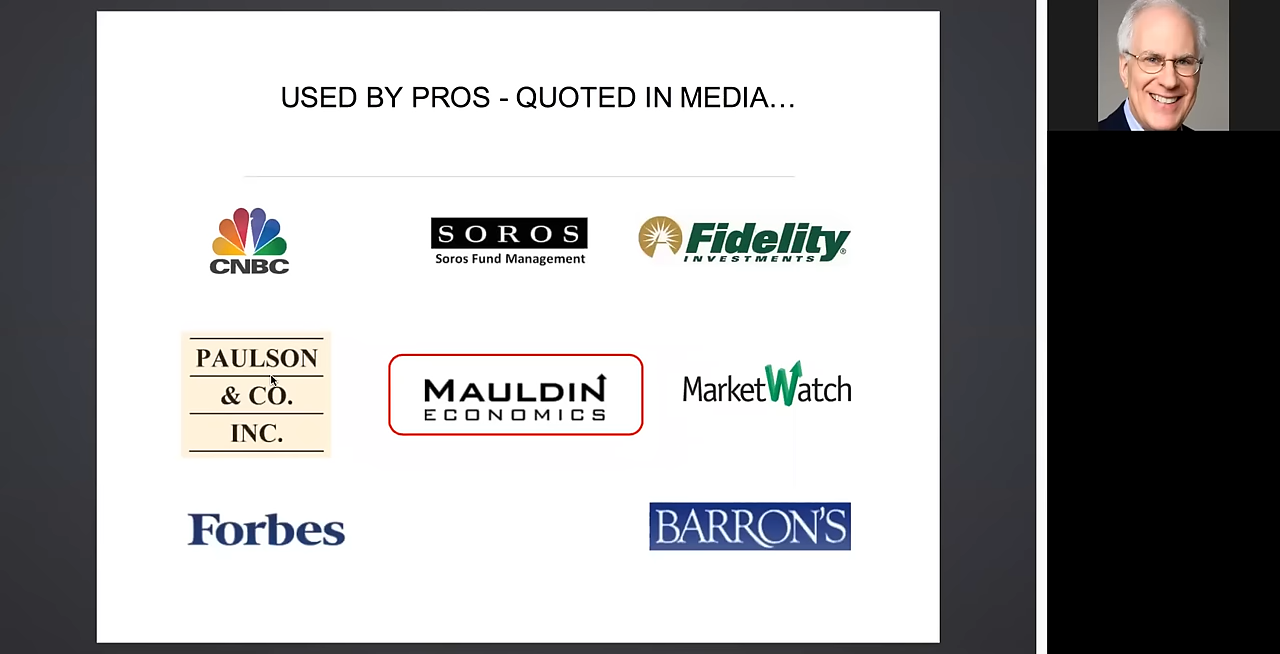 USED BY PROS - QUOTED IN MEDIA…
CNBC
SOROS
Soros Fund Management
Fidelity
INVESTMENTS
PAULSON
& CO.
INC.
MAULDIN
ECONOMICS
MarketWatch
Forbes
BARRON'S